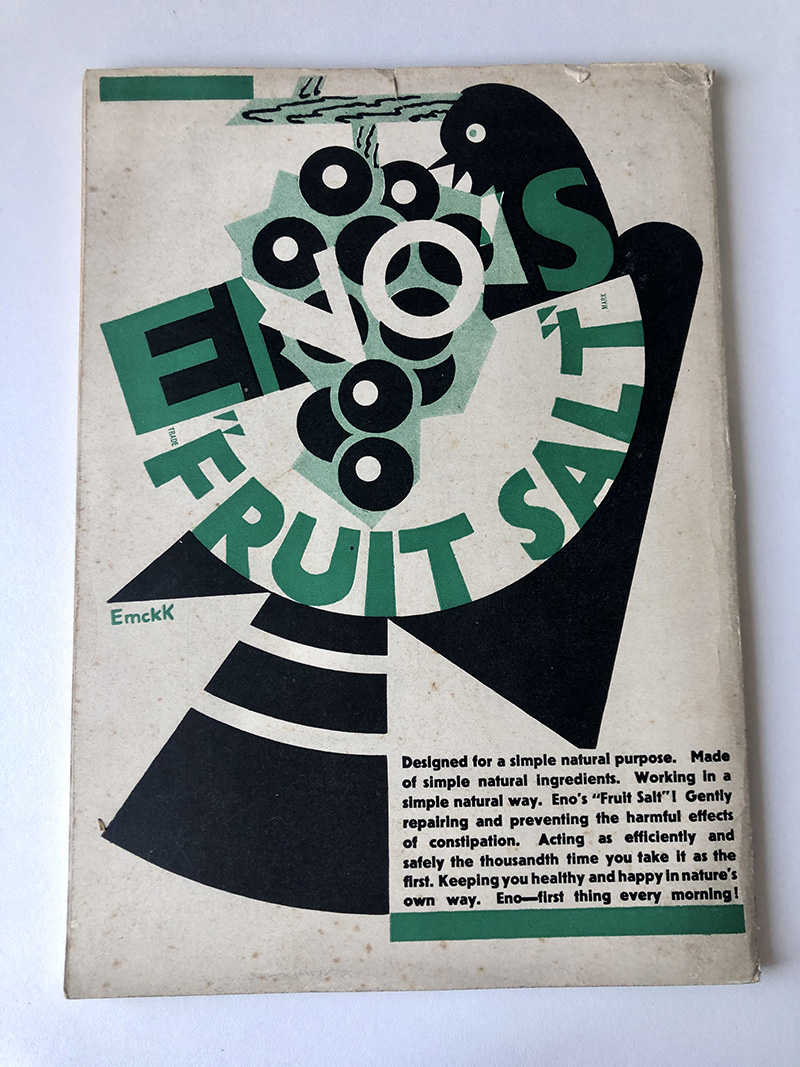 ENO'S
"FRUIT SALT"
TRADE
MARK
EmckK
Designed for a simple natural purpose. Made
of simple natural ingredients. Working in a
simple natural way. Eno's "Fruit Salt"! Gently
repairing and preventing the harmful effects
of constipation. Acting as efficiently and
safely the thousandth time you take it as the
first. Keeping you healthy and happy in nature's
own way. Eno—first thing every morning!